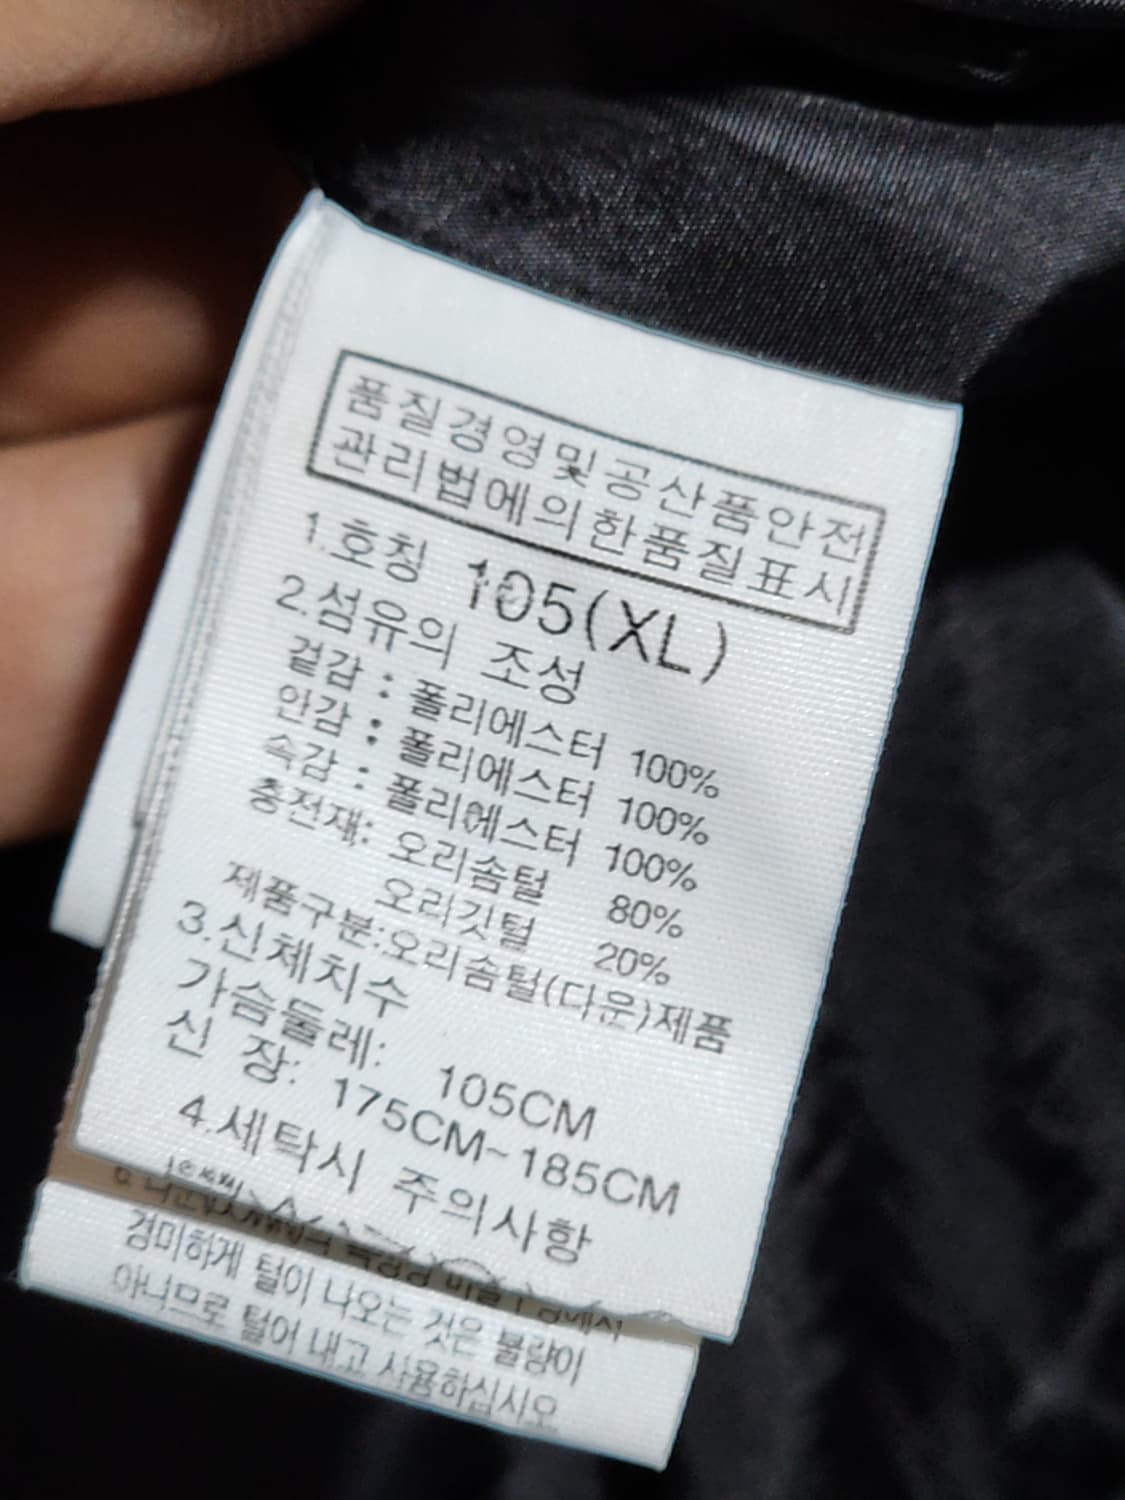 품질경영및공산품안전
관리법에의한품질표시
1.호칭 105(XL)
2.섬유의 조성
겉감 : 폴리에스터 100%
안감 : 폴리에스터 100%
속감 : 폴리에스터 100%
충전재: 오리솜털 80%
오리깃털 20%
제품구분:오리솜털(다운)제품
3.신체치수
가슴둘레: 105CM
신 장: 175CM~185CM
4.세탁시 주의사항
경미하게 털이 나오는 것은 불량이
아니므로 털어 내고 사용하십시오